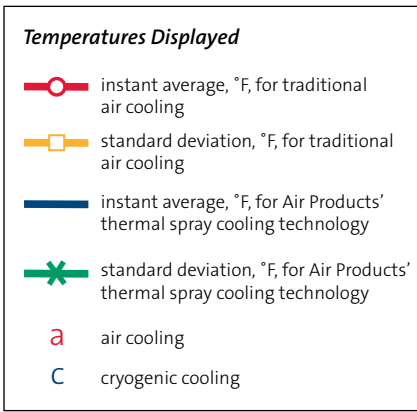 Temperatures Displayed
instant average, ˚F, for traditional
air cooling
standard deviation, ˚F, for traditional
air cooling
instant average, ˚F, for Air Products’
thermal spray cooling technology
standard deviation, ˚F, for Air Products’
thermal spray cooling technology
a air cooling
c cryogenic cooling